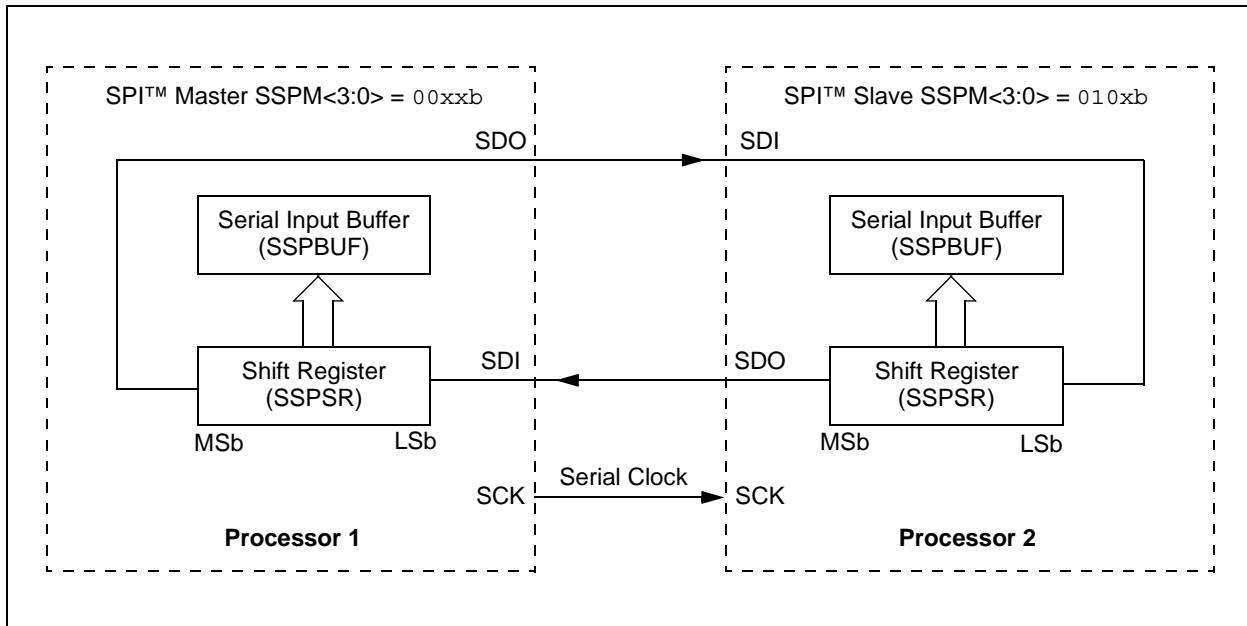 SPI™ Master SSPM<3:0> = 00xxb
SPI™ Slave SSPM<3:0> = 010xb
SDO
SDI
Serial Input Buffer
(SSPBUF)
Serial Input Buffer
(SSPBUF)
Shift Register
(SSPSR)
SDI
SDO
Shift Register
(SSPSR)
MSb
LSb
MSb
LSb
SCK
Serial Clock
SCK
Processor 1
Processor 2